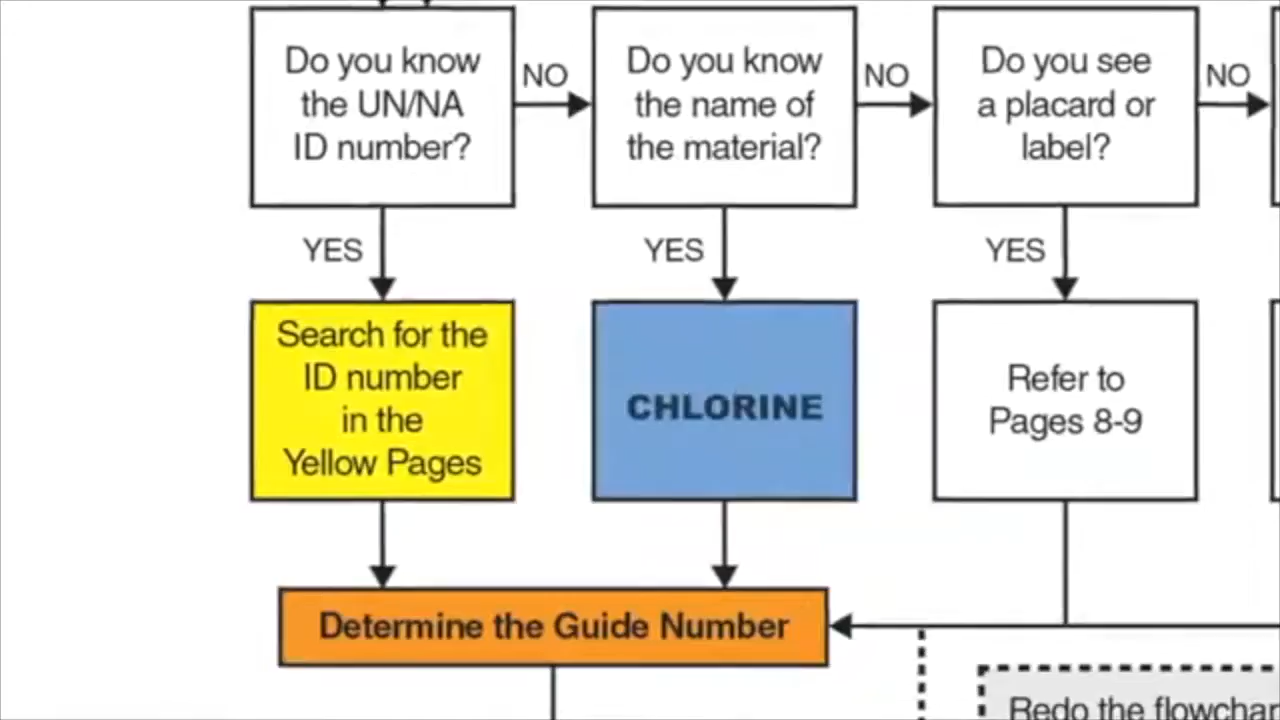 Do you know
the UN/NA
ID number?
NO
Do you know
the name of
the material?
NO
Do you see
a placard or
label?
NO
YES
YES
YES
Search for the
ID number
in the
Yellow Pages
CHLORINE
Refer to
Pages 8-9
Determine the Guide Number
Redo the